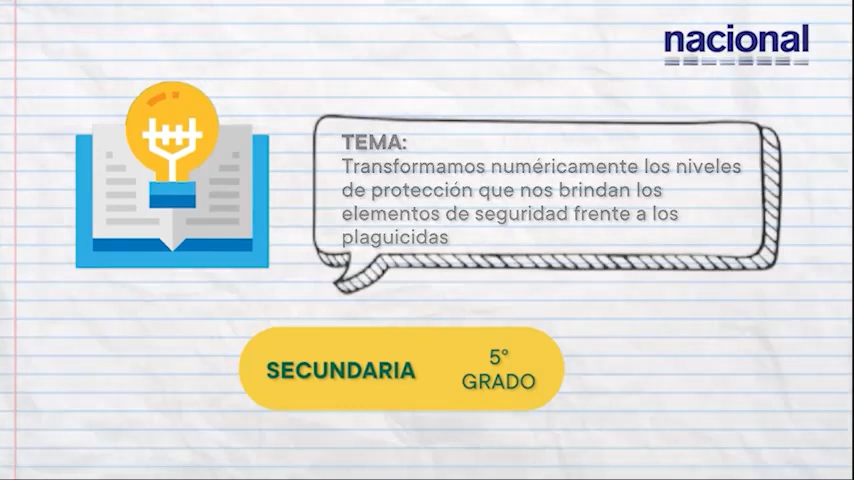 nacional
TEMA:
Transformamos numéricamente los niveles
de protección que nos brindan los
elementos de seguridad frente a los
plaguicidas
SECUNDARIA
5°
GRADO